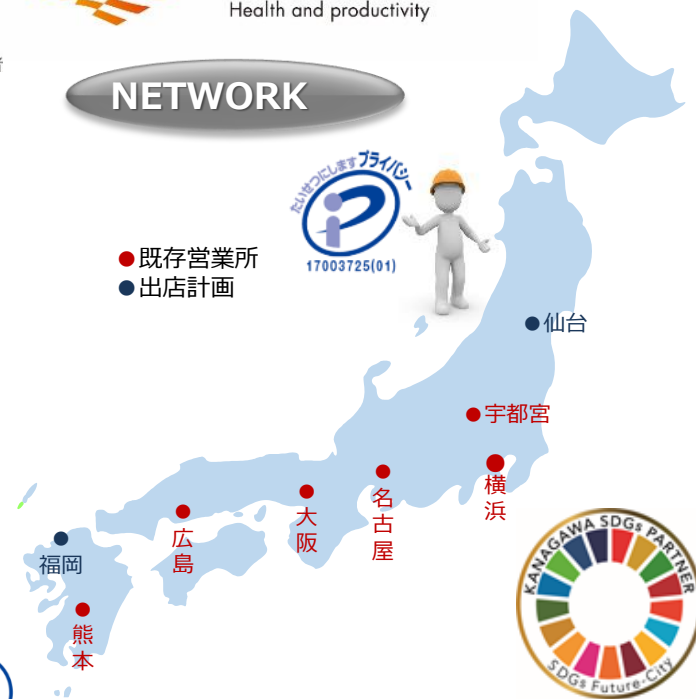 Health and productivity
者
NETWORK
たいせつにしますプライバシー
17003725(01)
●既存営業所
●出店計画
仙台
宇都宮
横浜
名古屋
大阪
広島
福岡
熊本
KANAGAWA SDGs PARTNER
SDGs Future-City